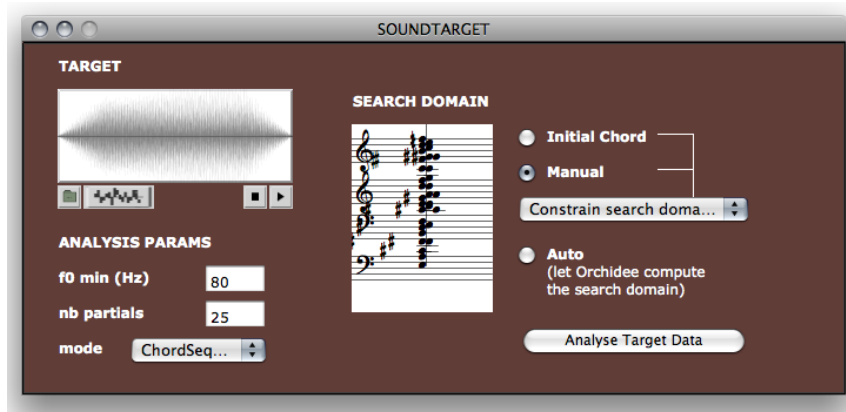 SOUNDTARGET
TARGET
SEARCH DOMAIN
Initial Chord
Manual
Constrain search doma...
Auto
(let Orchidee compute
the search domain)
Analyse Target Data
ANALYSIS PARAMS
f0 min (Hz) 80
nb partials 25
mode ChordSeq...